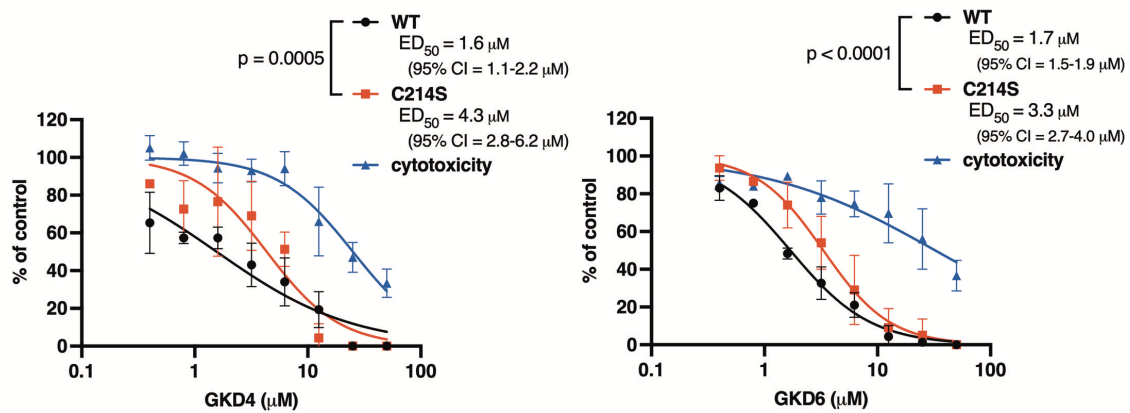 WT
ED50 = 1.6 μM
(95% CI = 1.1-2.2 μM)
p = 0.0005
C214S
ED50 = 4.3 μM
(95% CI = 2.8-6.2 μM)
cytotoxicity
% of control
120
100
80
60
40
20
0
0.1 1 10 100
GKD4 (μM)
WT
ED50 = 1.7 μM
(95% CI = 1.5-1.9 μM)
p < 0.0001
C214S
ED50 = 3.3 μM
(95% CI = 2.7-4.0 μM)
cytotoxicity
% of control
120
100
80
60
40
20
0
0.1 1 10 100
GKD6 (μM)